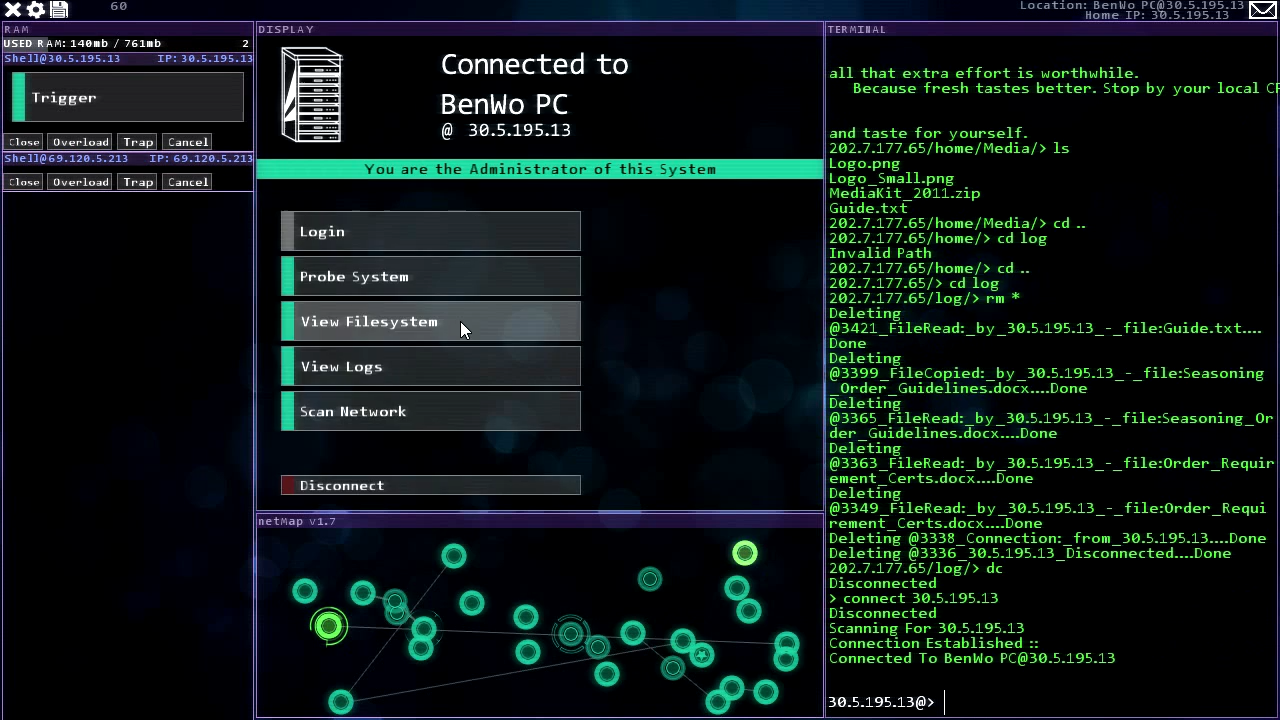 60
Location: BenWo PC@30.5.195.13
Home IP: 30.5.195.13
RAM
USED RAM: 140mb / 761mb 2
Shell@30.5.195.13 IP: 30.5.195.13
Trigger
Close Overload Trap Cancel
Shell@69.120.5.213 IP: 69.120.5.213
Close Overload Trap Cancel
DISPLAY
Connected to
BenWo PC
@ 30.5.195.13
You are the Administrator of this System
Login
Probe System
View Filesystem
View Logs
Scan Network
Disconnect
netMap v1.7
TERMINAL
all that extra effort is worthwhile.
Because fresh tastes better. Stop by your local CF
and taste for yourself.
202.7.177.65/home/Media/> ls
Logo.png
Logo_Small.png
MediaKit_2011.zip
Guide.txt
202.7.177.65/home/Media/> cd ..
202.7.177.65/home/> cd log
Invalid Path
202.7.177.65/home/> cd ..
202.7.177.65/> cd log
202.7.177.65/log/> rm *
Deleting
@3421_FileRead:_by_30.5.195.13_-_file:Guide.txt....
Done
Deleting
@3399_FileCopied:_by_30.5.195.13_-_file:Seasoning
_Order_Guidelines.docx....Done
Deleting
@3365_FileRead:_by_30.5.195.13_-_file:Seasoning_Or
der_Guidelines.docx....Done
Deleting
@3363_FileRead:_by_30.5.195.13_-_file:Order_Requir
ement_Certs.docx....Done
Deleting
@3349_FileRead:_by_30.5.195.13_-_file:Order_Requi
rement_Certs.docx....Done
Deleting @3338_Connection:_from_30.5.195.13....Done
Deleting @3336_30.5.195.13_Disconnected....Done
202.7.177.65/log/> dc
Disconnected
> connect 30.5.195.13
Disconnected
Scanning For 30.5.195.13
Connection Established ::
Connected To BenWo PC@30.5.195.13
30.5.195.13@>